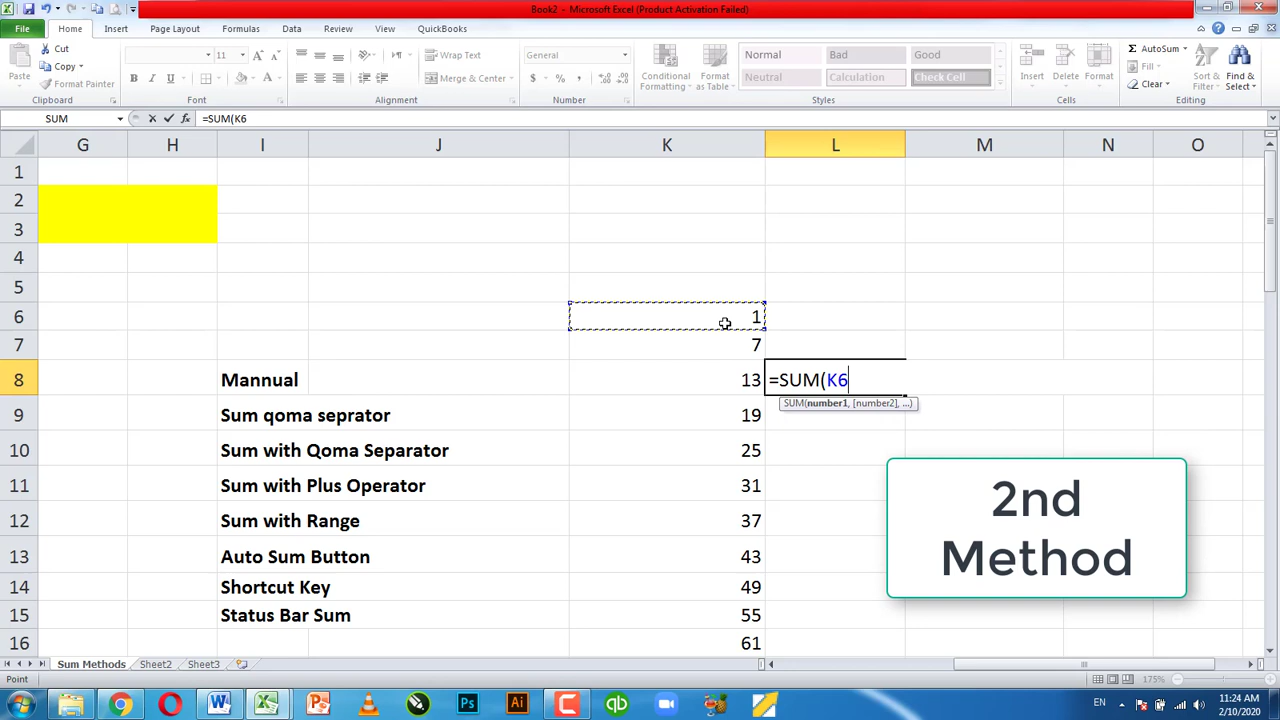 Book2 - Microsoft Excel (Product Activation Failed)
File Home Insert Page Layout Formulas Data Review View QuickBooks
Cut
Copy
Format Painter
Paste
Clipboard
11 A A
B I U A
Font
Wrap Text
Merge & Center
Alignment
General
$ % ,
Number
Conditional Formatting
Format as Table
Normal Bad Good
Neutral Calculation Check Cell
Styles
Insert Delete Format
Cells
AutoSum
Fill
Clear
Sort & Filter
Find & Select
Editing
SUM fx =SUM(K6
G H I J K L M N O
1
2
3
4
5
6 1
7 7
8 Mannual 13 =SUM(K6
SUM(number1, [number2], ...)
9 Sum qoma seprator 19
10 Sum with Qoma Separator 25
11 Sum with Plus Operator 31
12 Sum with Range 37
13 Auto Sum Button 43
14 Shortcut Key 49
15 Status Bar Sum 55
16 61
2nd
Method
Sum Methods Sheet2 Sheet3
Point 175%
W X P Ps Ai C qb
EN 11:24 AM
2/10/2020